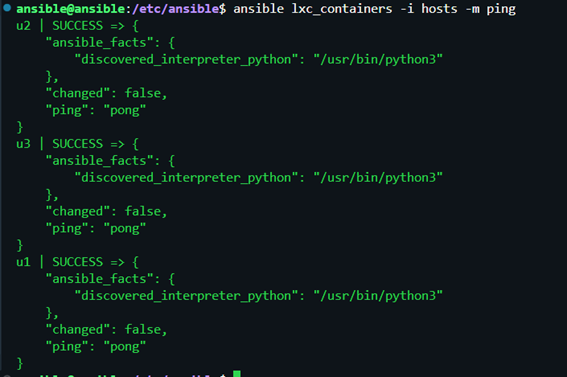 ansible@ansible:/etc/ansible$ ansible lxc_containers -i hosts -m ping
u2 | SUCCESS => {
    "ansible_facts": {
        "discovered_interpreter_python": "/usr/bin/python3"
    },
    "changed": false,
    "ping": "pong"
}
u3 | SUCCESS => {
    "ansible_facts": {
        "discovered_interpreter_python": "/usr/bin/python3"
    },
    "changed": false,
    "ping": "pong"
}
u1 | SUCCESS => {
    "ansible_facts": {
        "discovered_interpreter_python": "/usr/bin/python3"
    },
    "changed": false,
    "ping": "pong"
}